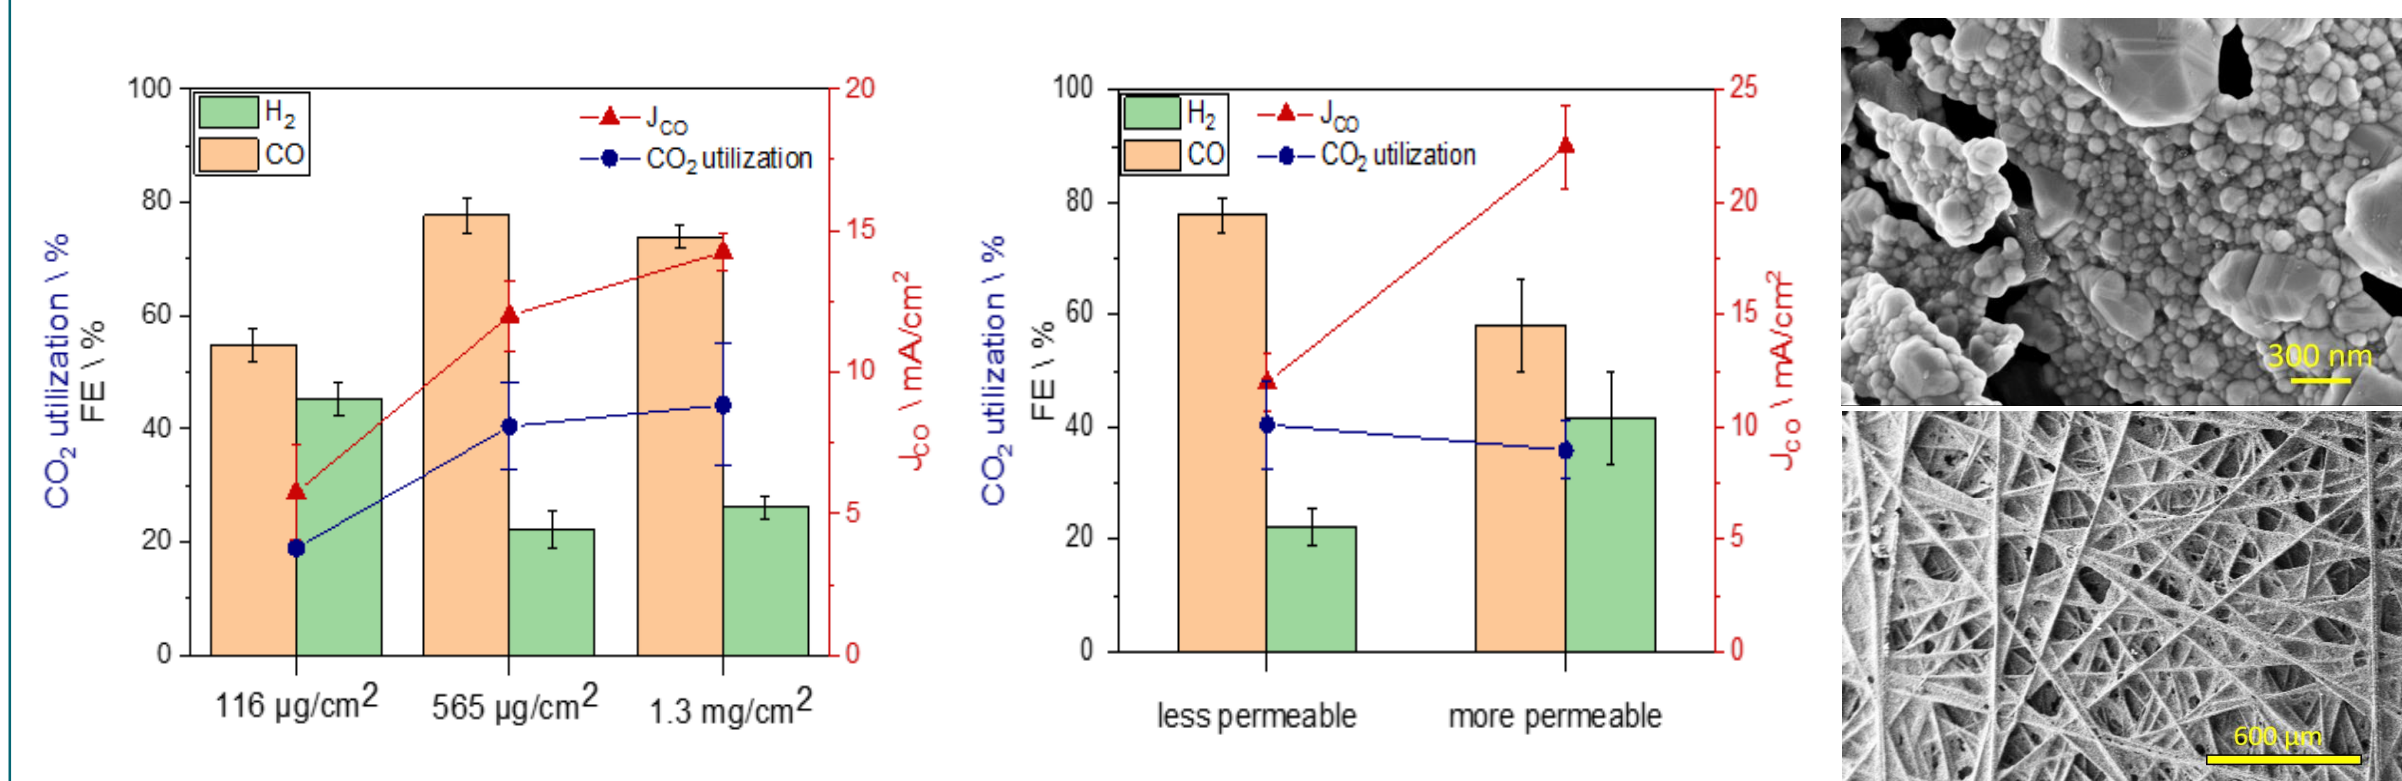 100
80
60
40
20
0
CO2 utilization \ %
FE \ %
H2
CO
JCO
CO2 utilization
20
15
10
5
0
JCO \ mA/cm2
116 µg/cm2
565 µg/cm2
1.3 mg/cm2
100
80
60
40
20
0
CO2 utilization \ %
FE \ %
H2
CO
JCO
CO2 utilization
25
20
15
10
5
0
JCO \ mA/cm2
less permeable
more permeable
300 nm
600 µm